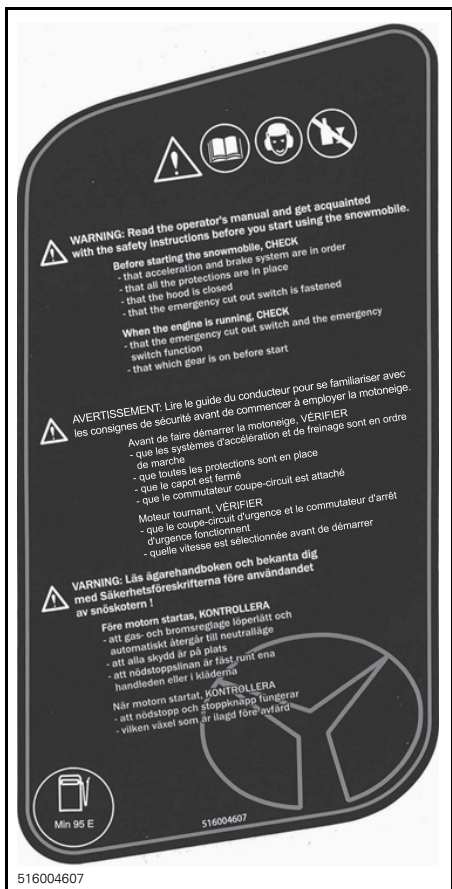 WARNING: Read the operator's manual and get acquainted
with the safety instructions before you start using the snowmobile.
Before starting the snowmobile, CHECK
- that acceleration and brake system are in order
- that all the protections are in place
- that the hood is closed
- that the emergency cut out switch is fastened
When the engine is running, CHECK
- that the emergency cut out switch and the emergency
switch function
- that which gear is on before start
AVERTISSEMENT: Lire le guide du conducteur pour se familiariser avec
les consignes de sécurité avant de commencer à employer la motoneige.
Avant de faire démarrer la motoneige, VÉRIFIER
- que les systèmes d'accélération et de freinage sont en ordre
de marche
- que toutes les protections sont en place
- que le capot est fermé
- que le commutateur coupe-circuit est attaché
Moteur tournant, VÉRIFIER
- que le coupe-circuit d'urgence et le commutateur d'arrêt
d'urgence fonctionnent
- quelle vitesse est sélectionnée avant de démarrer
VARNING: Läs ägarehandboken och bekanta dig
med Säkerhetsföreskrifterna före användandet
av snöskotern !
Före motorn startas, KONTROLLERA
- att gas- och bromsreglage löperlätt och
automatiskt återgår till neutralläge
- att alla skydd är på plats
- att nödstoppslinan är fäst runt ena
handleden eller i kläderna
När motorn startat, KONTROLLERA
- att nödstopp och stoppknapp fungerar
- vilken växel som är ilagd före avfärd
Min 95 E
516004607
516004607